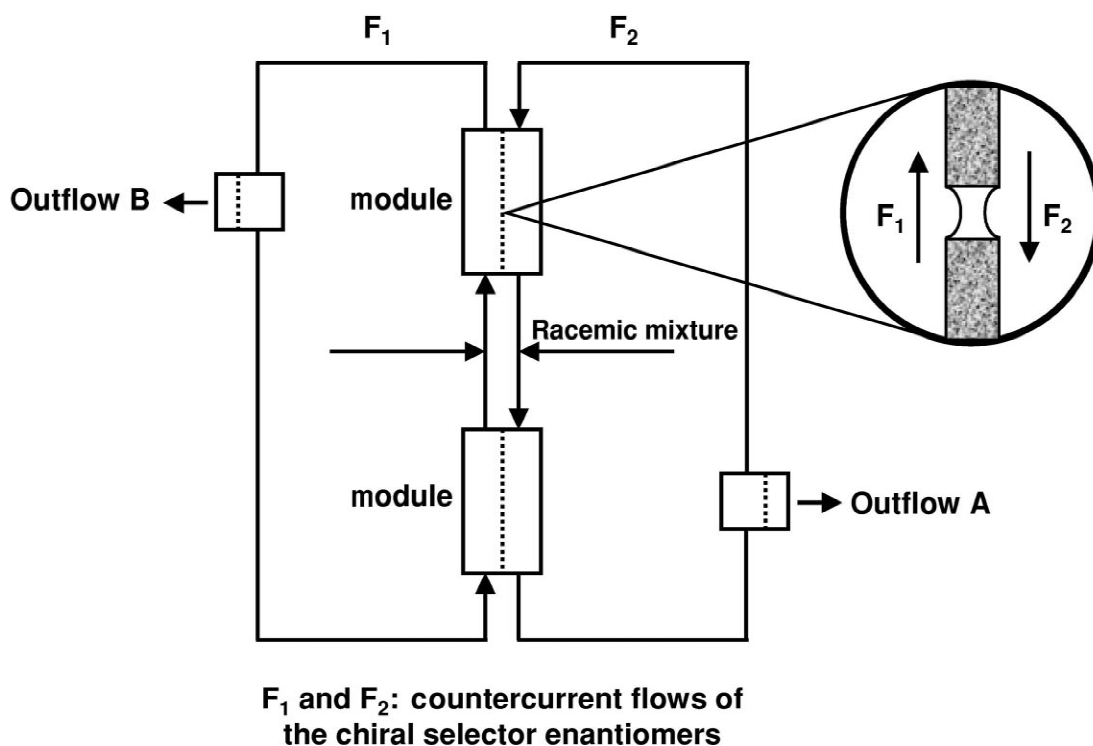 F₁
F₂
Outflow B
module
F₁
F₂
Racemic mixture
module
Outflow A
F₁ and F₂: countercurrent flows of
the chiral selector enantiomers